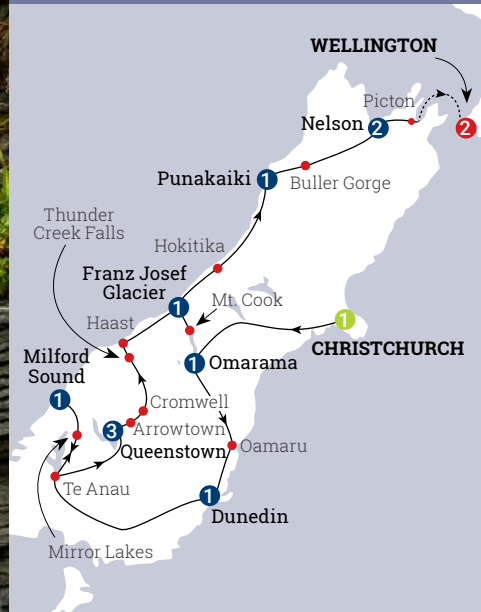 WELLINGTON
Picton
Nelson
2
2
Punakaiki
1
Buller Gorge
Thunder
Creek Falls
Hokitika
Franz Josef
Glacier
1
Mt. Cook
Haast
1
CHRISTCHURCH
Milford
Sound
1
1
Omarama
Cromwell
3
Arrowtown
Queenstown
Oamaru
Te Anau
1
Dunedin
Mirror Lakes